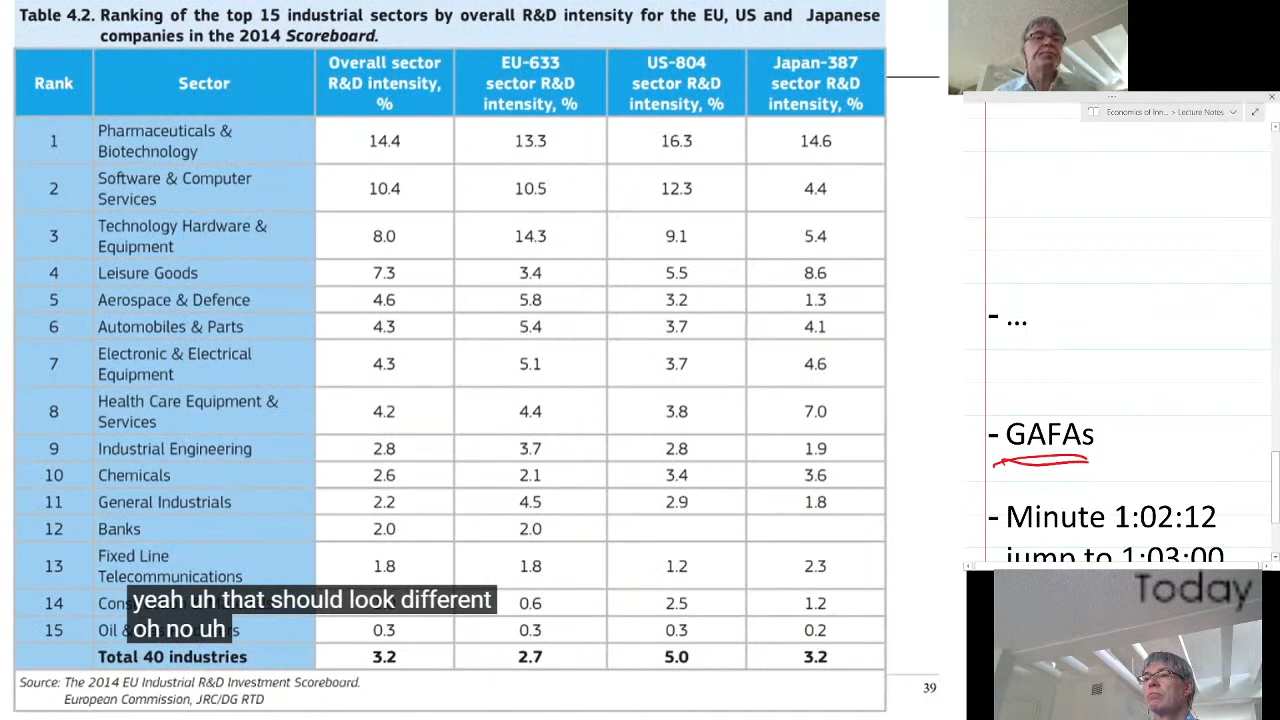 Table 4.2. Ranking of the top 15 industrial sectors by overall R&D intensity for the EU, US and Japanese
companies in the 2014 Scoreboard.
Rank Sector Overall sector R&D intensity, % EU-633 sector R&D intensity, % US-804 sector R&D intensity, % Japan-387 sector R&D intensity, %
1 Pharmaceuticals & Biotechnology 14.4 13.3 16.3 14.6
2 Software & Computer Services 10.4 10.5 12.3 4.4
3 Technology Hardware & Equipment 8.0 14.3 9.1 5.4
4 Leisure Goods 7.3 3.4 5.5 8.6
5 Aerospace & Defence 4.6 5.8 3.2 1.3
6 Automobiles & Parts 4.3 5.4 3.7 4.1
7 Electronic & Electrical Equipment 4.3 5.1 3.7 4.6
8 Health Care Equipment & Services 4.2 4.4 3.8 7.0
9 Industrial Engineering 2.8 3.7 2.8 1.9
10 Chemicals 2.6 2.1 3.4 3.6
11 General Industrials 2.2 4.5 2.9 1.8
12 Banks 2.0 2.0
13 Fixed Line Telecommunications 1.8 1.8 1.2 2.3
14 0.6 2.5 1.2
15 Oil 0.3 0.3 0.3 0.2
Total 40 industries 3.2 2.7 5.0 3.2
Source: The 2014 EU Industrial R&D Investment Scoreboard.
European Commission, JRC/DG RTD
39
yeah uh that should look different
oh no uh
Economics of Inn... > Lecture Notes
- ...
- GAFAs
- Minute 1:02:12
jump to 1:03:00
Today